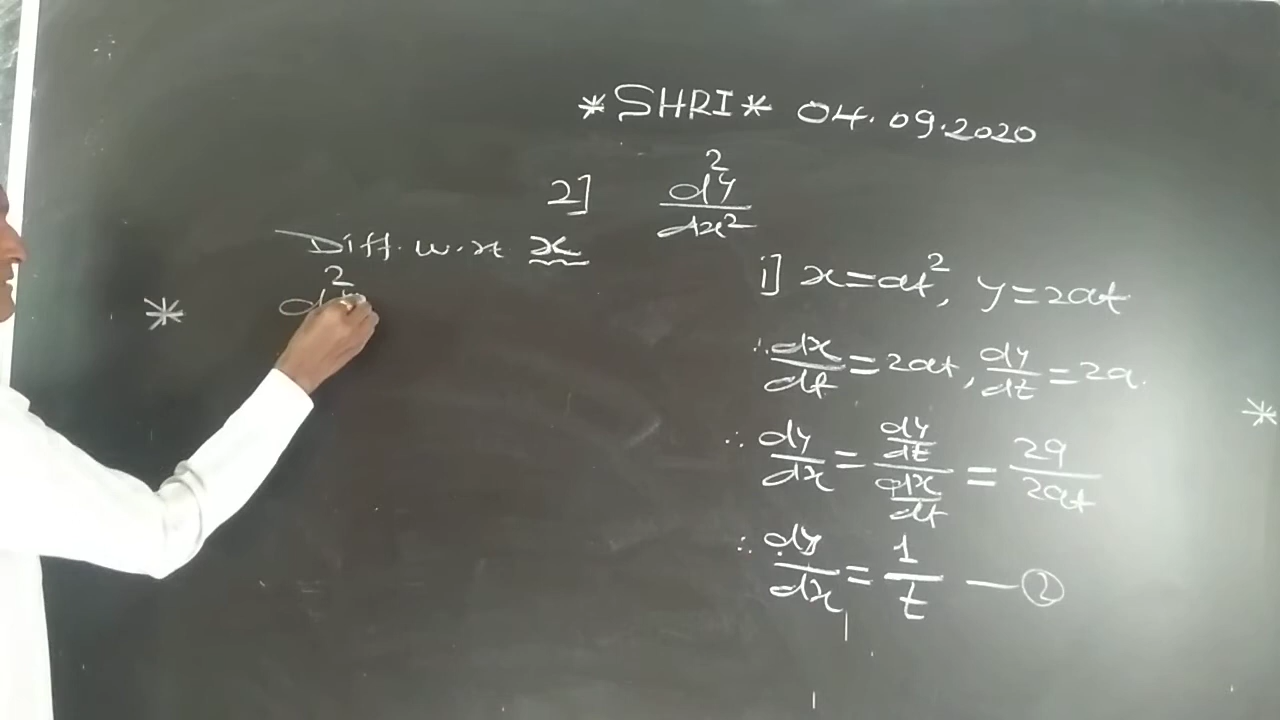 *SHRI* 04.09.2020
2] d²y/dx²
Diff. w.r.t x
d²y
*
i] x=at², y=2at
∴ dx/dt = 2at, dy/dt = 2a.
*
∴ dy/dx = (dy/dt)/(dx/dt) = 2a/2at
∴ dy/dx = 1/t — ②